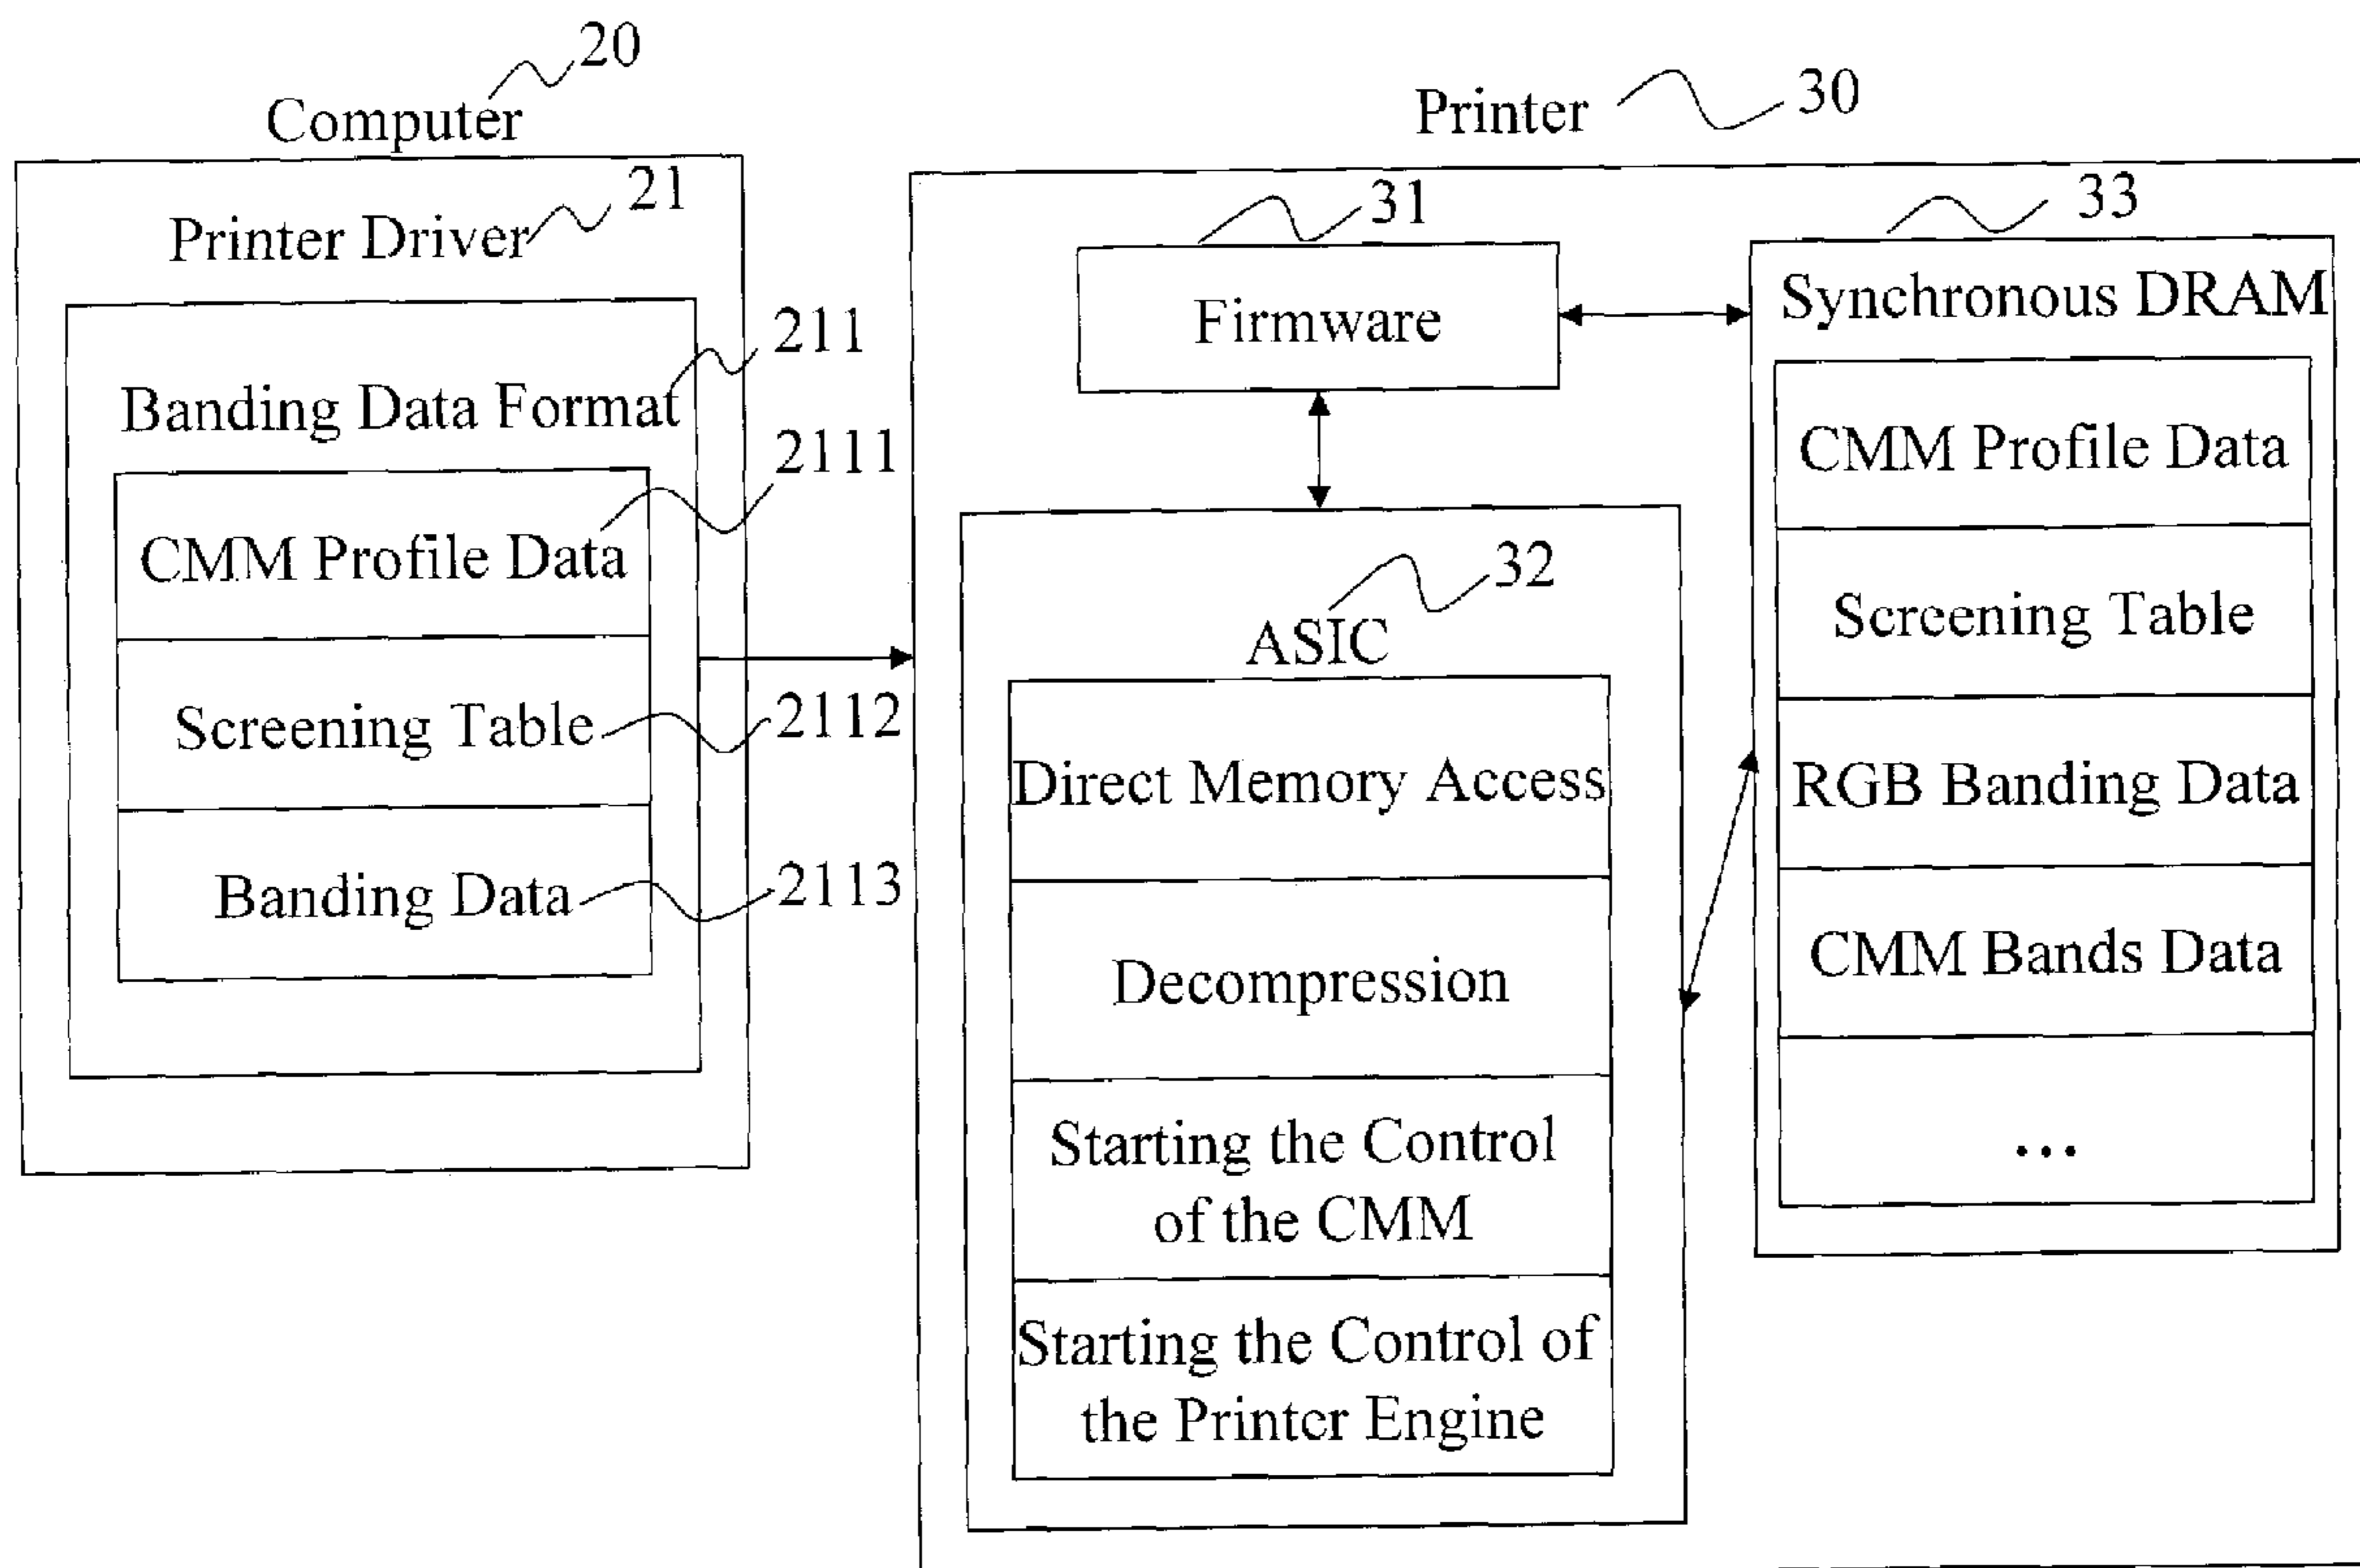 20
Computer
21
Printer Driver
211
Banding Data Format
2111
CMM Profile Data
Screening Table
2112
Banding Data
2113
Printer
30
31
Firmware
32
ASIC
Direct Memory Access
Decompression
Starting the Control
of the CMM
Starting the Control of
the Printer Engine
33
Synchronous DRAM
CMM Profile Data
Screening Table
RGB Banding Data
CMM Bands Data
...